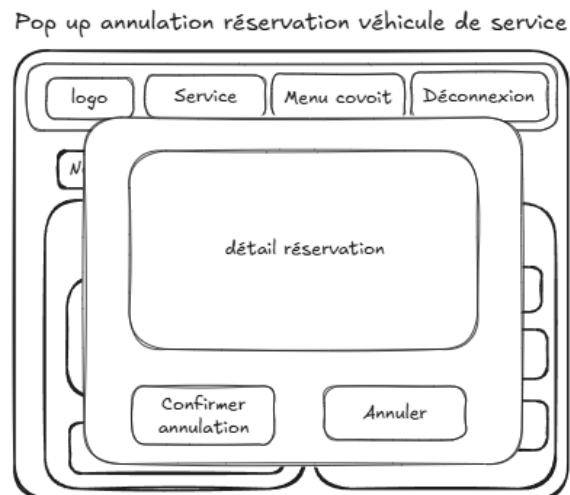 Pop up annulation réservation véhicule de service
logo
Service
Menu covoit
Déconnexion
détail réservation
Confirmer
annulation
Annuler